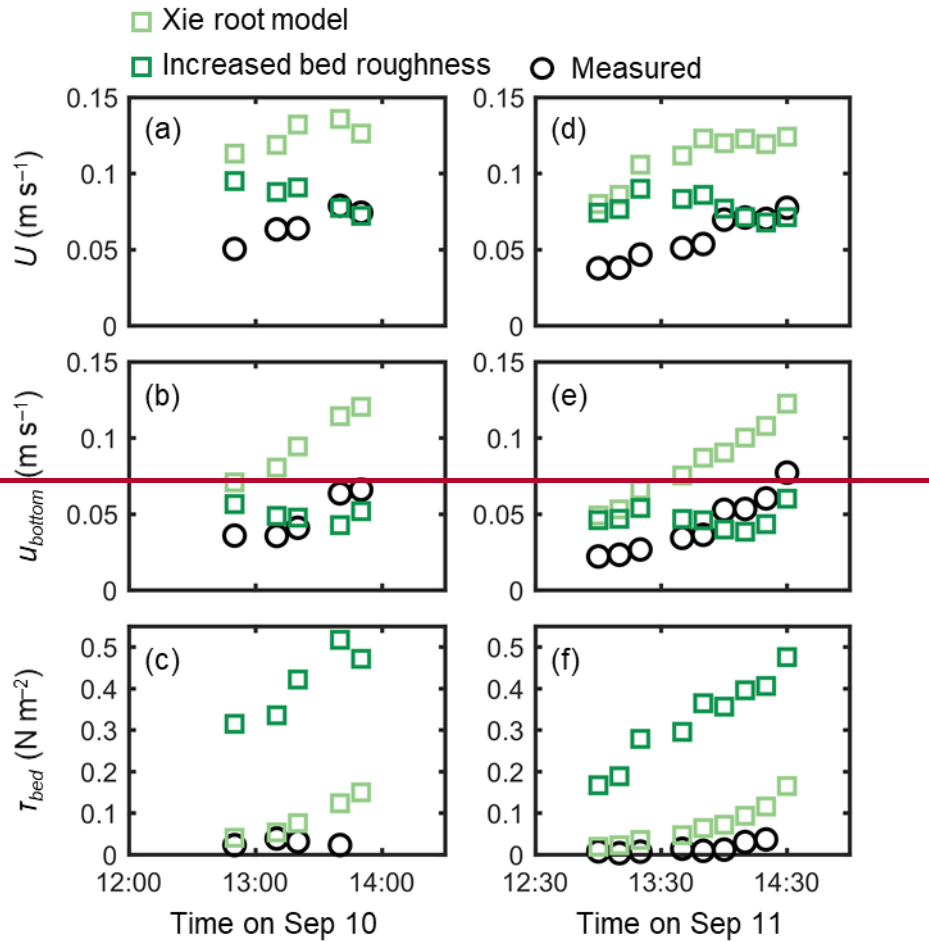 Xie root model
Increased bed roughness
Measured
(a)
(d)
0.15
0.1
0.05
0
U (m s⁻¹)
0.15
0.1
0.05
0
(b)
(e)
0.15
0.1
0.05
0
u_bottom (m s⁻¹)
0.15
0.1
0.05
0
(c)
(f)
0.5
0.4
0.3
0.2
0.1
0
τ_bed (N m⁻²)
0.5
0.4
0.3
0.2
0.1
0
12:00 13:00 14:00
12:30 13:30 14:30
Time on Sep 10
Time on Sep 11